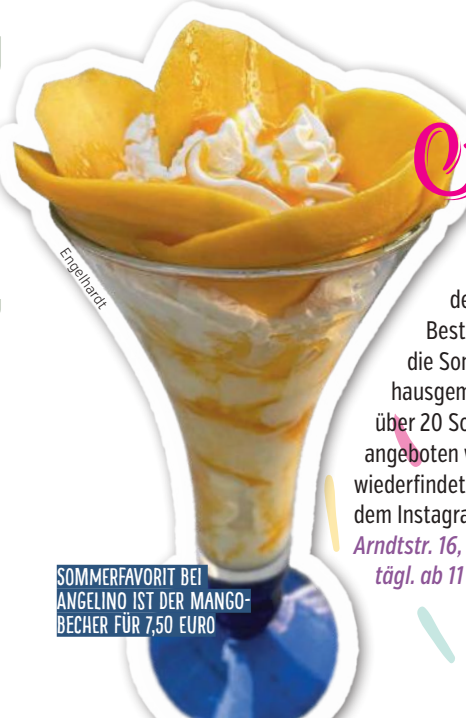 Engelhardt
Best
die Son
hausgem
über 20 So
angeboten
wiederfindet
dem Instagra
Arndtstr. 16,
tägl. ab 11
SOMMERFAVORIT BEI
ANGELINO IST DER MANGO-
BECHER FÜR 7,50 EURO